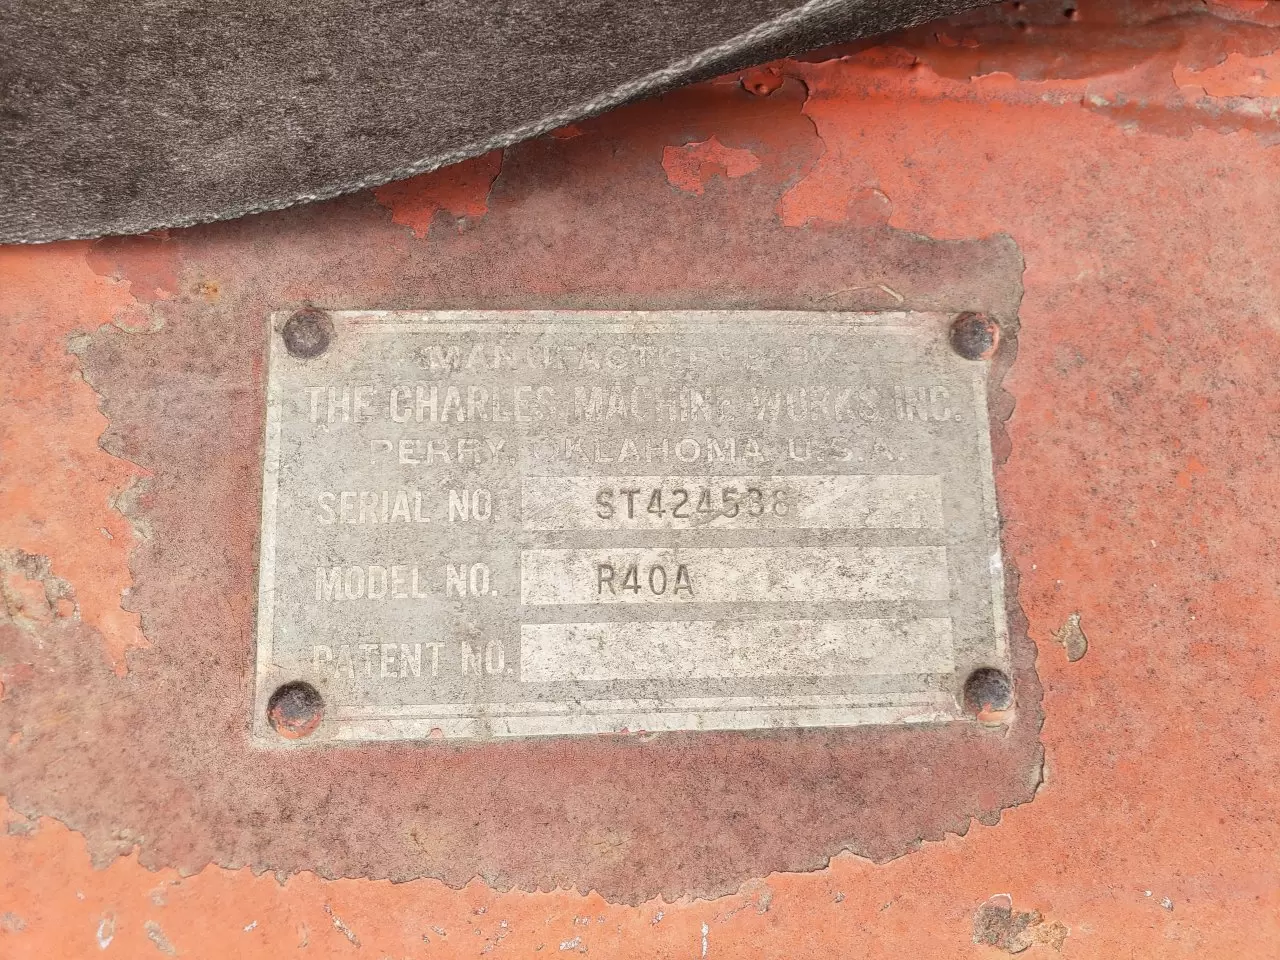 MANUFACTURED BY
THE CHARLES MACHINE WORKS, INC.
PERRY, OKLAHOMA U.S.A.
SERIAL NO. ST424538
MODEL NO. R40A
PATENT NO.